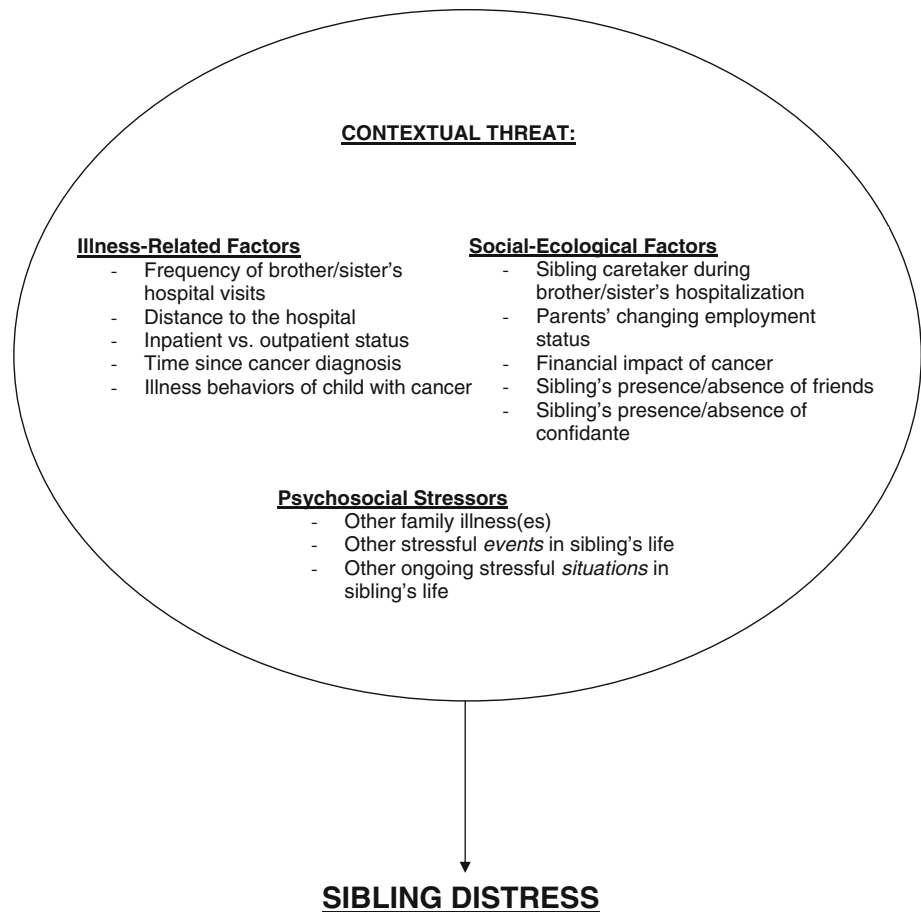 CONTEXTUAL THREAT:
Illness-Related Factors
- Frequency of brother/sister's
hospital visits
- Distance to the hospital
- Inpatient vs. outpatient status
- Time since cancer diagnosis
- Illness behaviors of child with cancer
Social-Ecological Factors
- Sibling caretaker during
brother/sister's hospitalization
- Parents' changing employment
status
- Financial impact of cancer
- Sibling's presence/absence of friends
- Sibling's presence/absence of
confidante
Psychosocial Stressors
- Other family illness(es)
- Other stressful events in sibling's life
- Other ongoing stressful situations in
sibling's life
SIBLING DISTRESS